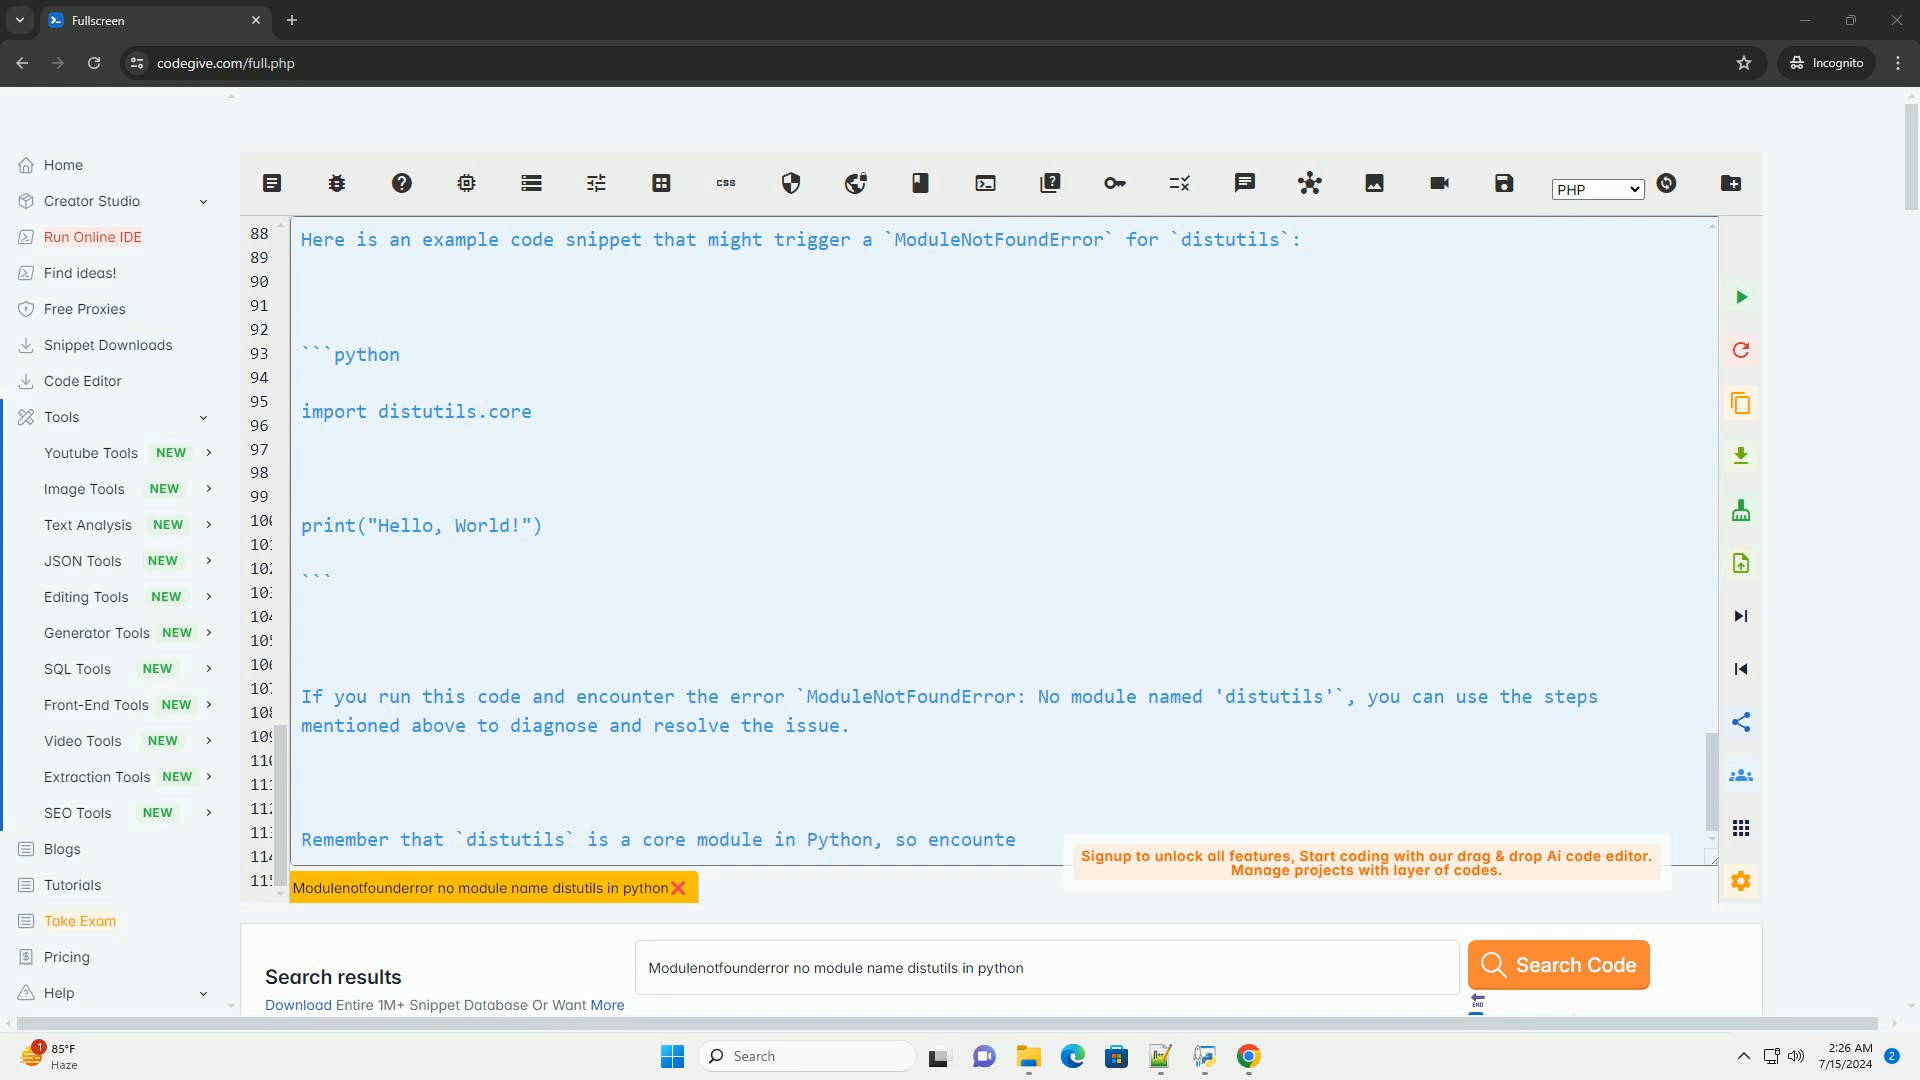 Fullscreen
codegive.com/full.php
Incognito
Home
Creator Studio
Run Online IDE
Find ideas!
Free Proxies
Snippet Downloads
Code Editor
Tools
Youtube Tools NEW
Image Tools NEW
Text Analysis NEW
JSON Tools NEW
Editing Tools NEW
Generator Tools NEW
SQL Tools NEW
Front-End Tools NEW
Video Tools NEW
Extraction Tools NEW
SEO Tools NEW
Blogs
Tutorials
Take Exam
Pricing
Help
css
PHP
88
89
90
91
92
93
94
95
96
97
98
99
Here is an example code snippet that might trigger a `ModuleNotFoundError` for `distutils`:
```python
import distutils.core
print("Hello, World!")
```
If you run this code and encounter the error `ModuleNotFoundError: No module named 'distutils'`, you can use the steps
mentioned above to diagnose and resolve the issue.
Remember that `distutils` is a core module in Python, so encounte
Signup to unlock all features, Start coding with our drag & drop Ai code editor.
Manage projects with layer of codes.
Modulenotfounderror no module name distutils in python
Search results
Download Entire 1M+ Snippet Database Or Want More
Modulenotfounderror no module name distutils in python
Search Code
END
1
85°F
Haze
Search
2:26 AM
7/15/2024
2